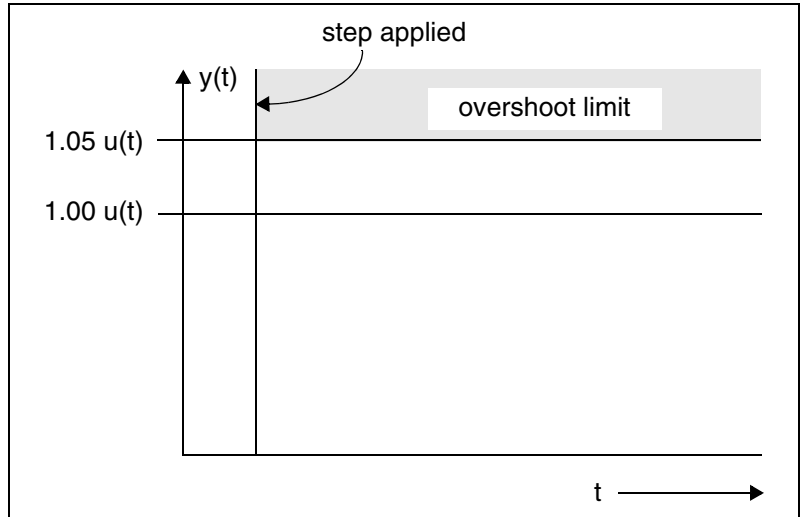 step applied
y(t)
overshoot limit
1.05 u(t)
1.00 u(t)
t